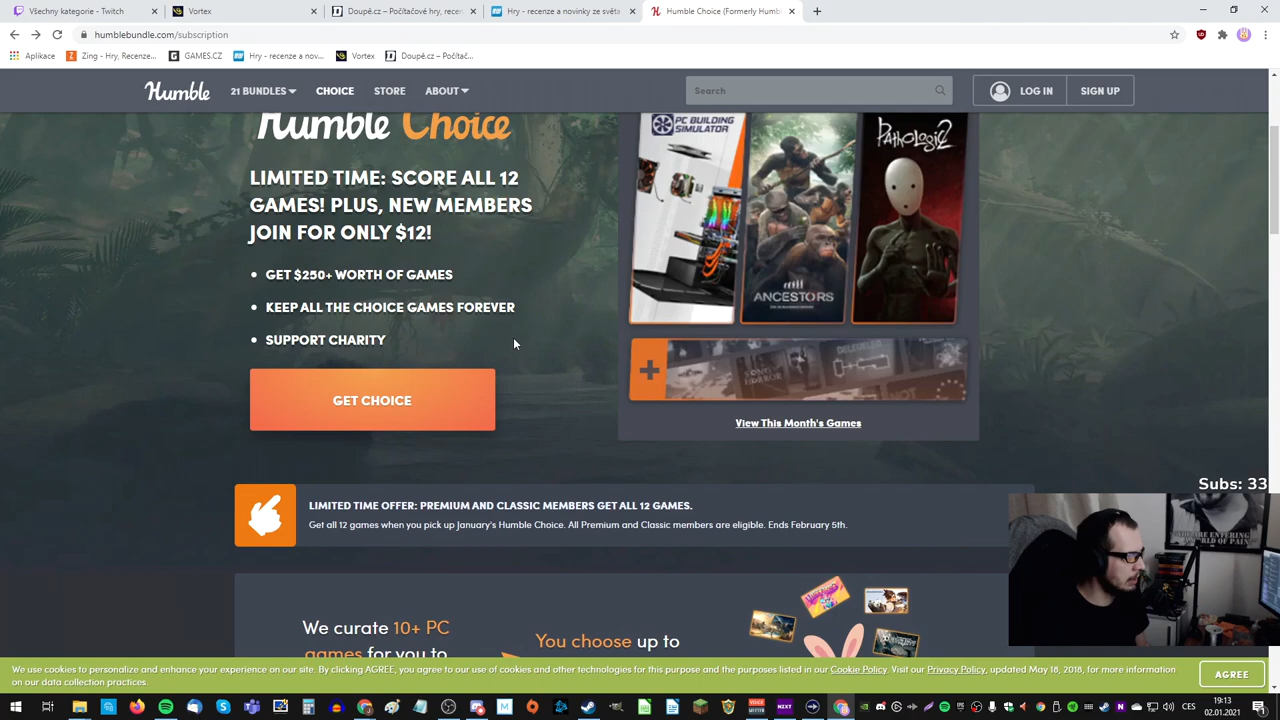 Všechny kategorie - Twitch
Vortex
Doupě.cz – Počítačové hry, recen
Hry - recenze a novinky ze světa
Humble Choice (Formerly Humbl
humblebundle.com/subscription
Aplikace
Zing - Hry, Recenze...
GAMES.CZ
Hry - recenze a nov...
Vortex
Doupě.cz – Počítač...
Humble
21 BUNDLES
CHOICE
STORE
ABOUT
Search
LOG IN
SIGN UP
Humble Choice
LIMITED TIME: SCORE ALL 12
GAMES! PLUS, NEW MEMBERS
JOIN FOR ONLY $12!
• GET $250+ WORTH OF GAMES
• KEEP ALL THE CHOICE GAMES FOREVER
• SUPPORT CHARITY
GET CHOICE
PC BUILDING
SIMULATOR
ANCESTORS
PATHOLOGIC 2
SONG
HORROR
View This Month's Games
LIMITED TIME OFFER: PREMIUM AND CLASSIC MEMBERS GET ALL 12 GAMES.
Get all 12 games when you pick up January's Humble Choice. All Premium and Classic members are eligible. Ends February 5th.
Subs: 33
We curate 10+ PC
games for you to
You choose up to
We use cookies to personalize and enhance your experience on our site. By clicking AGREE, you agree to our use of cookies and other technologies for this purpose and the purposes listed in our Cookie Policy. Visit our Privacy Policy, updated May 18, 2018, for more information
on our data collection practices.
AGREE
CES
19:13
02.01.2021